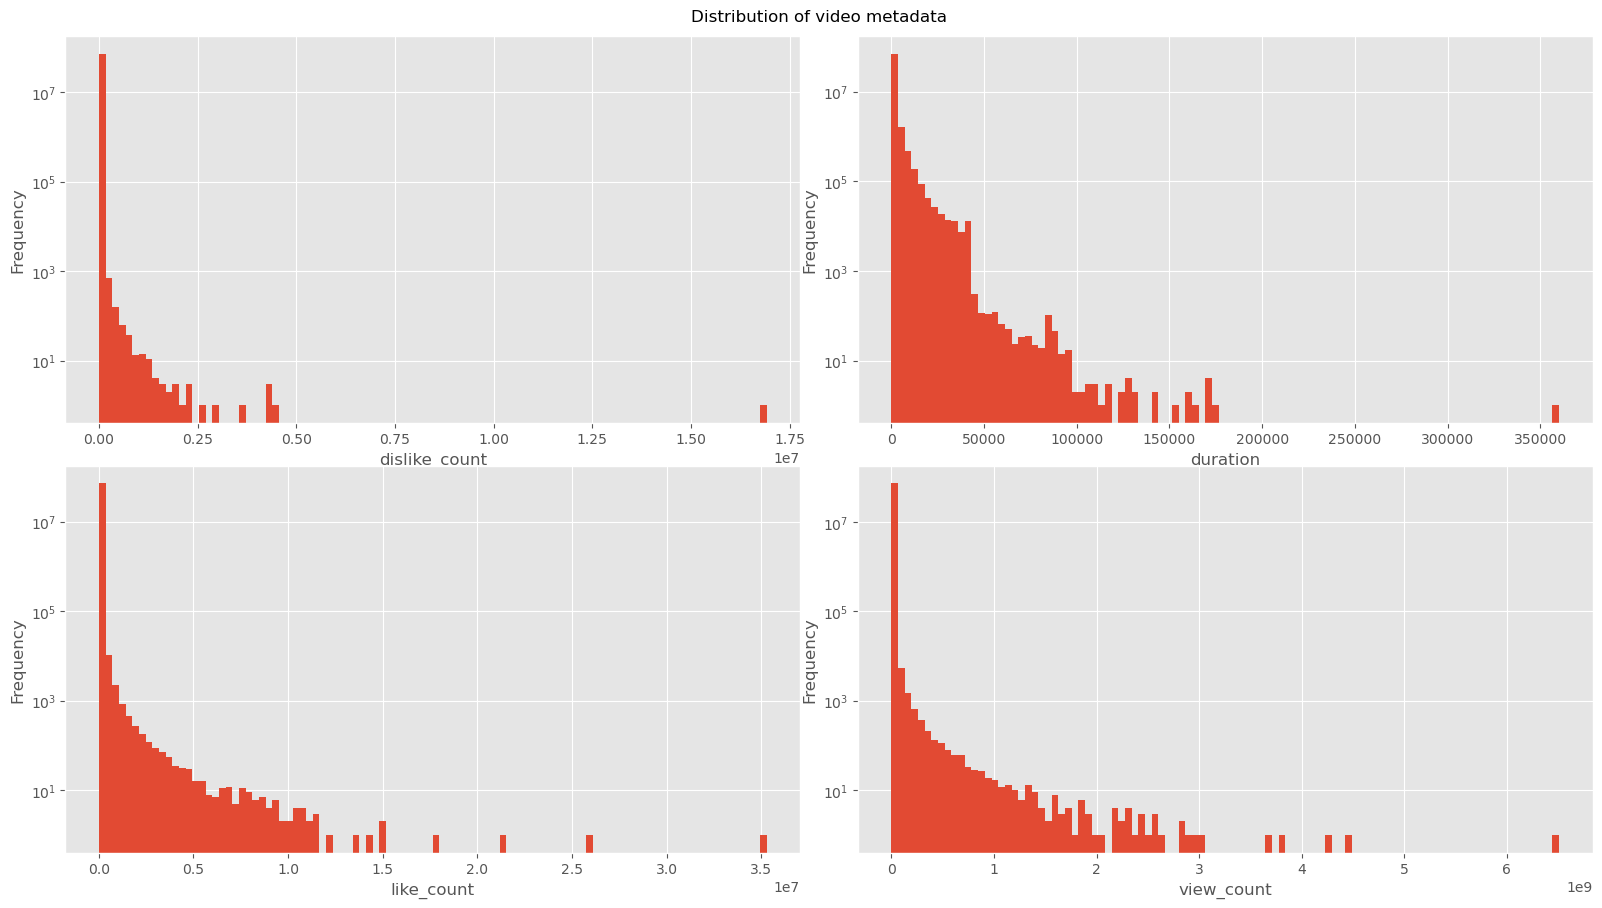 Distribution of video metadata
Frequency
10^7
10^5
10^3
10^1
0.00 0.25 0.50 0.75 1.00 1.25 1.50 1.75
1e7
dislike_count
Frequency
10^7
10^5
10^3
10^1
0 50000 100000 150000 200000 250000 300000 350000
duration
Frequency
10^7
10^5
10^3
10^1
0.0 0.5 1.0 1.5 2.0 2.5 3.0 3.5
1e7
like_count
Frequency
10^7
10^5
10^3
10^1
0 1 2 3 4 5 6
1e9
view_count